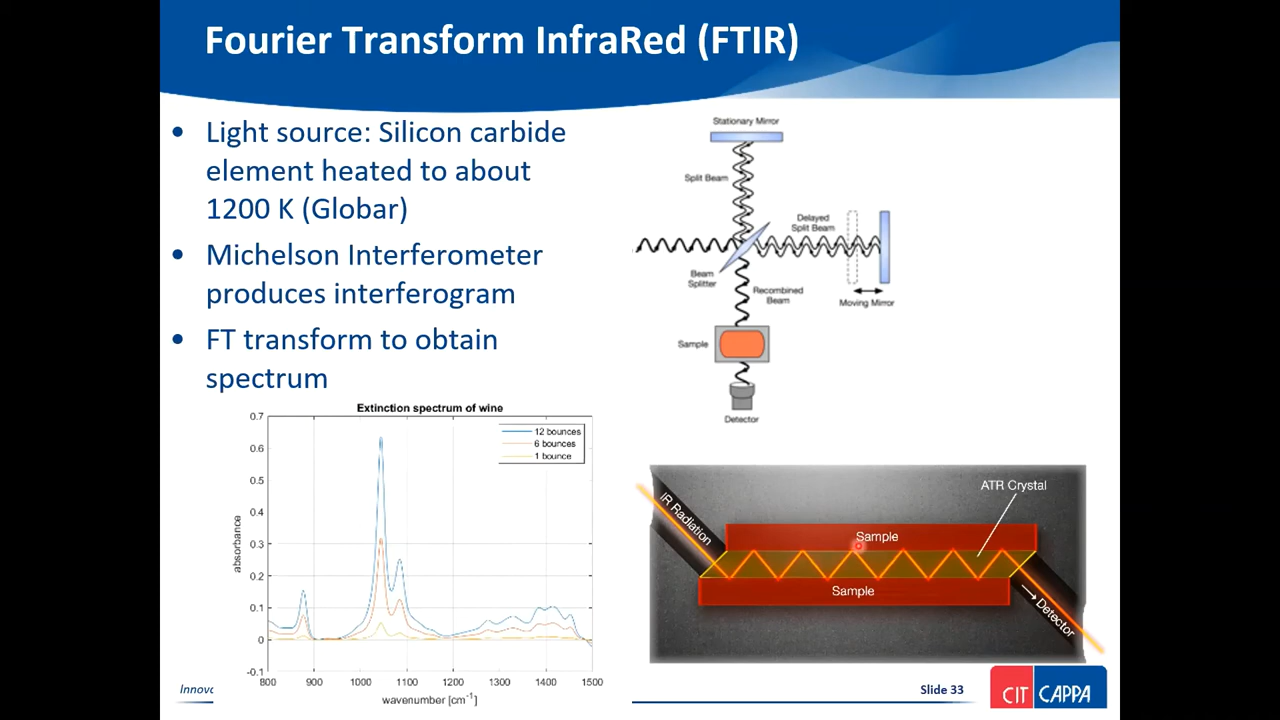 Fourier Transform InfraRed (FTIR)
• Light source: Silicon carbide
element heated to about
1200 K (Globar)
• Michelson Interferometer
produces interferogram
• FT transform to obtain
spectrum
Stationary Mirror
Split Beam
Delayed
Split Beam
Beam
Splitter
Recombined
Beam
Moving Mirror
Sample
Detector
Extinction spectrum of wine
12 bounces
6 bounces
1 bounce
absorbance
0.7
0.6
0.5
0.4
0.3
0.2
0.1
0
-0.1
800 900 1000 1100 1200 1300 1400 1500
wavenumber [cm-1]
IR Radiation
ATR Crystal
Sample
Sample
→ Detector
Slide 33
CIT CAPPA